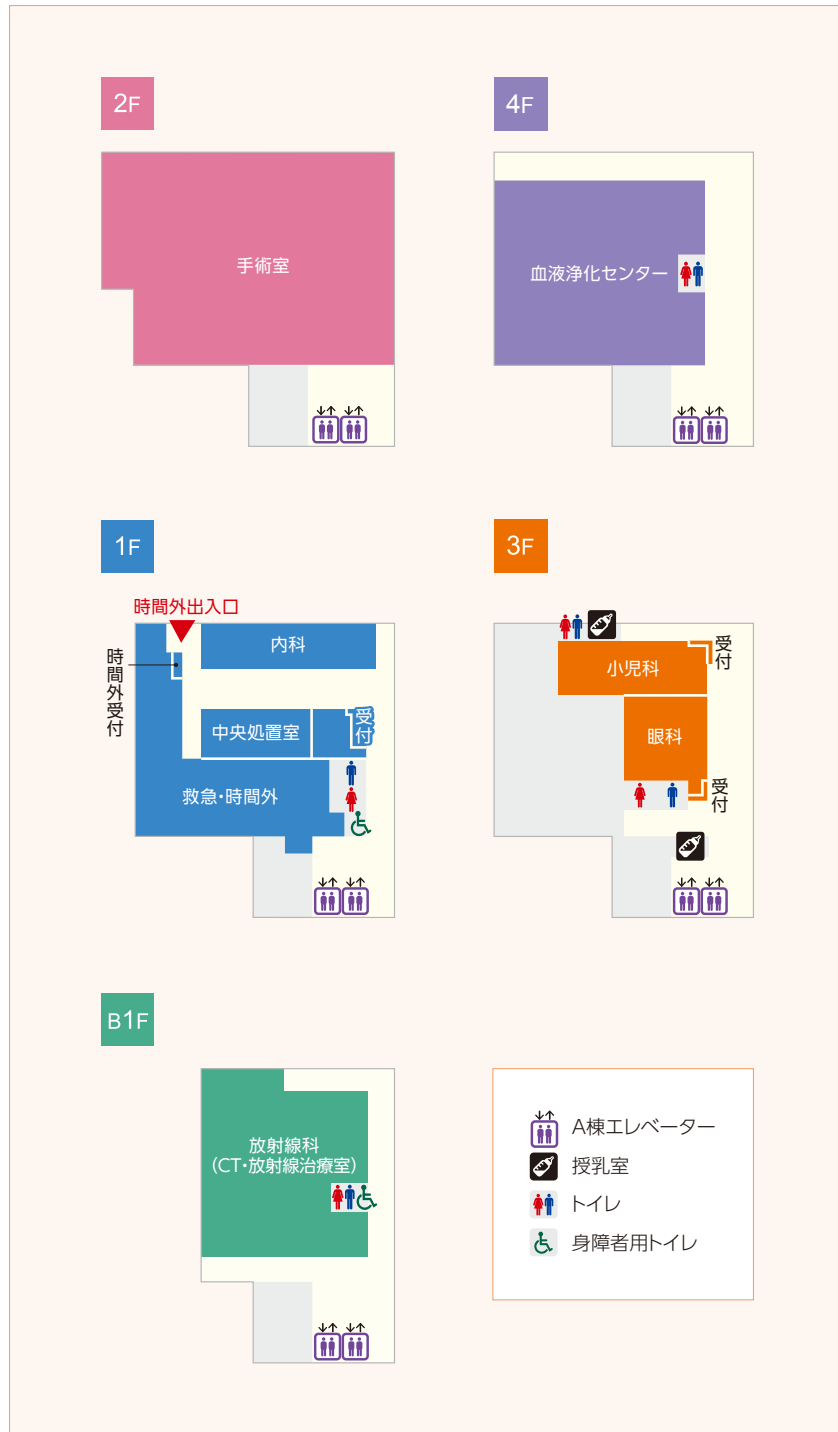 2F
手術室
4F
血液浄化センター
1F
時間外出入口
時間外受付
内科
中央処置室
受付
救急・時間外
3F
受付
小児科
眼科
受付
B1F
放射線科
(CT・放射線治療室)
A棟エレベーター
授乳室
トイレ
身障者用トイレ